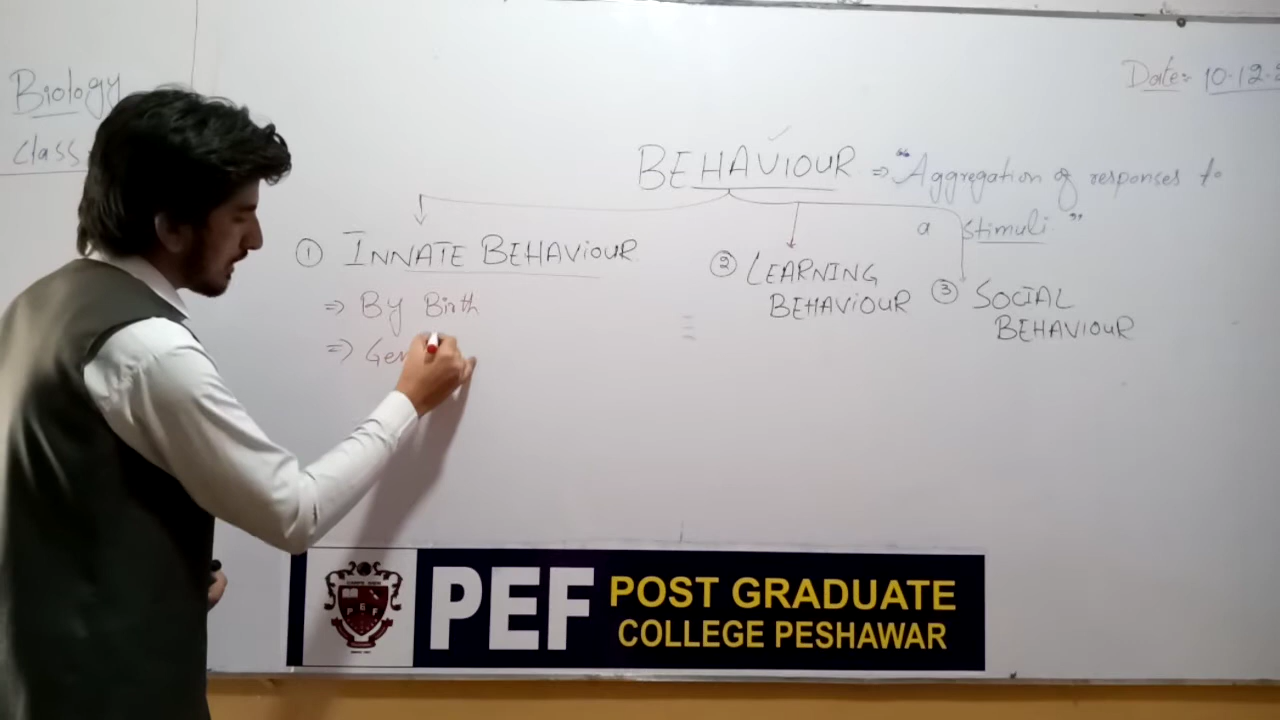 Biology
Class
Date:- 10-12-
BEHAVIOUR ⇒ "Aggregation of responses to
a stimuli"
① INNATE BEHAVIOUR
⇒ By Birth
⇒ Gen
② LEARNING
BEHAVIOUR
③ SOCIAL
BEHAVIOUR
PEF
POST GRADUATE
COLLEGE PESHAWAR